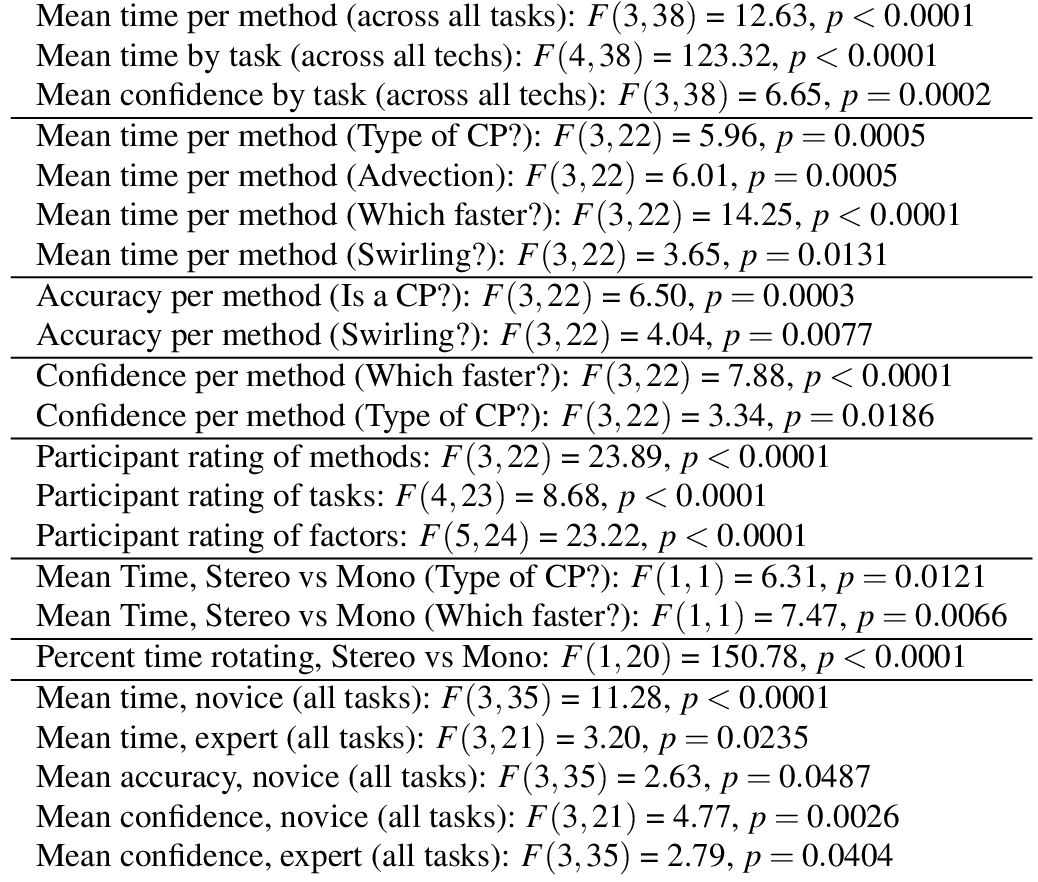 Mean time per method (across all tasks): F(3,38) = 12.63, p < 0.0001
Mean time by task (across all techs): F(4,38) = 123.32, p < 0.0001
Mean confidence by task (across all techs): F(3,38) = 6.65, p = 0.0002
Mean time per method (Type of CP?): F(3,22) = 5.96, p = 0.0005
Mean time per method (Advection): F(3,22) = 6.01, p = 0.0005
Mean time per method (Which faster?): F(3,22) = 14.25, p < 0.0001
Mean time per method (Swirling?): F(3,22) = 3.65, p = 0.0131
Accuracy per method (Is a CP?): F(3,22) = 6.50, p = 0.0003
Accuracy per method (Swirling?): F(3,22) = 4.04, p = 0.0077
Confidence per method (Which faster?): F(3,22) = 7.88, p < 0.0001
Confidence per method (Type of CP?): F(3,22) = 3.34, p = 0.0186
Participant rating of methods: F(3,22) = 23.89, p < 0.0001
Participant rating of tasks: F(4,23) = 8.68, p < 0.0001
Participant rating of factors: F(5,24) = 23.22, p < 0.0001
Mean Time, Stereo vs Mono (Type of CP?): F(1,1) = 6.31, p = 0.0121
Mean Time, Stereo vs Mono (Which faster?): F(1,1) = 7.47, p = 0.0066
Percent time rotating, Stereo vs Mono: F(1,20) = 150.78, p < 0.0001
Mean time, novice (all tasks): F(3,35) = 11.28, p < 0.0001
Mean time, expert (all tasks): F(3,21) = 3.20, p = 0.0235
Mean accuracy, novice (all tasks): F(3,35) = 2.63, p = 0.0487
Mean confidence, novice (all tasks): F(3,21) = 4.77, p = 0.0026
Mean confidence, expert (all tasks): F(3,35) = 2.79, p = 0.0404